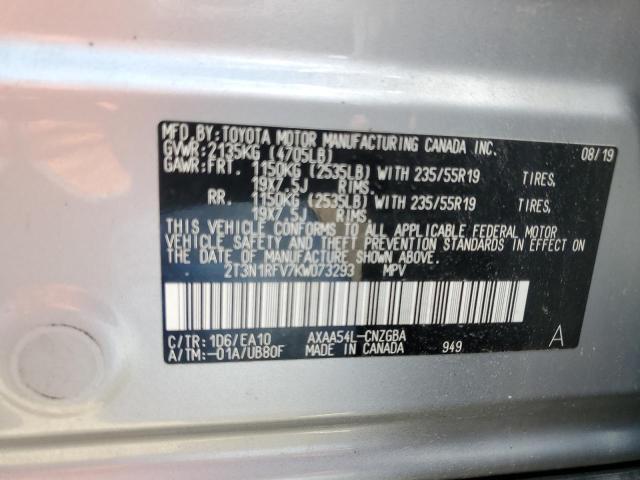 MFD. BY: TOYOTA MOTOR MANUFACTURING CANADA INC. 08/19
GVWR: 2135KG (4705LB)
GAWR: FRT. 1150KG (2535LB) WITH 235/55R19 TIRES,
19X7.5J RIMS.
RR. 1150KG (2535LB) WITH 235/55R19 TIRES,
19X7.5J RIMS.
THIS VEHICLE CONFORMS TO ALL APPLICABLE FEDERAL MOTOR
VEHICLE SAFETY AND THEFT PREVENTION STANDARDS IN EFFECT ON
THE DATE OF MANUFACTURE SHOWN ABOVE.
2T3N1RFV7KW073293 MPV
C/TR: 1D6/EA10 AXAA54L-CNZGBA
A/TM: -01A/UB80F MADE IN CANADA 949 A